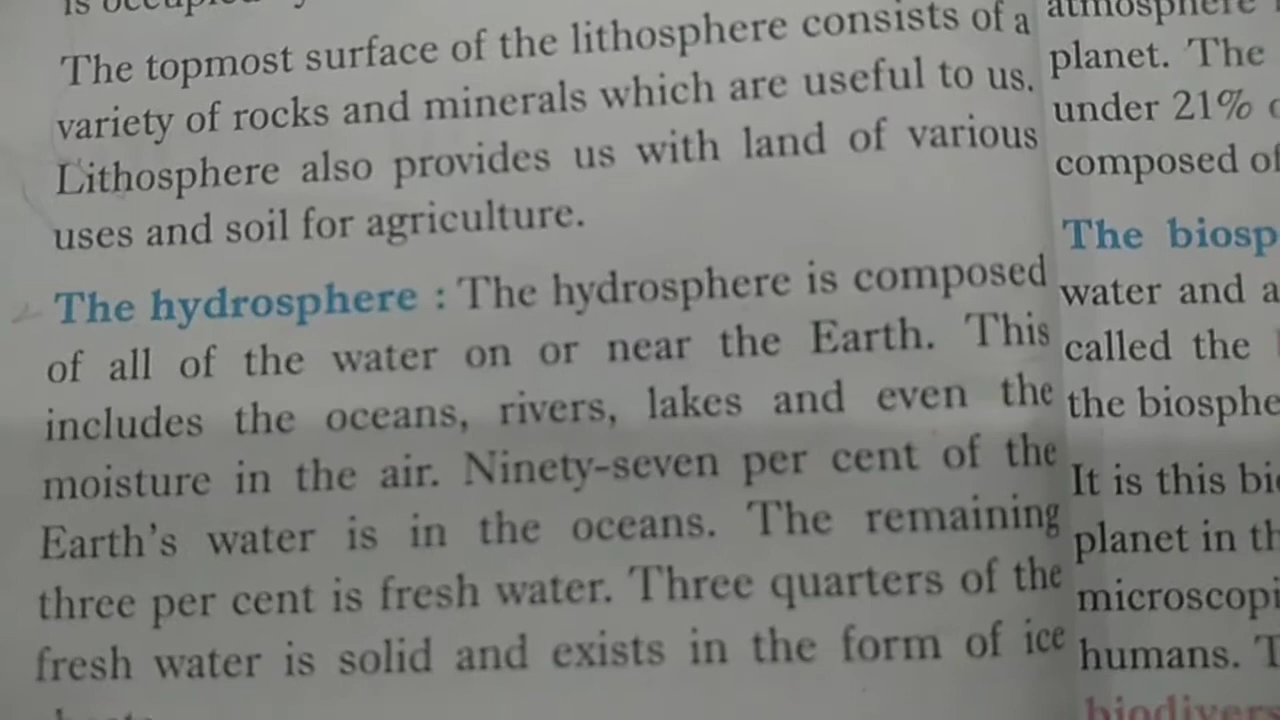 The topmost surface of the lithosphere consists of a
variety of rocks and minerals which are useful to us.
Lithosphere also provides us with land of various
uses and soil for agriculture.
The hydrosphere : The hydrosphere is composed
of all of the water on or near the Earth. This
includes the oceans, rivers, lakes and even the
moisture in the air. Ninety-seven per cent of the
Earth's water is in the oceans. The remaining
three per cent is fresh water. Three quarters of the
fresh water is solid and exists in the form of ice
atmosphere
planet. The
under 21%
composed of
The biosp
water and a
called the
the biosphe
It is this bi
planet in th
microscopi
humans. T
biodivers